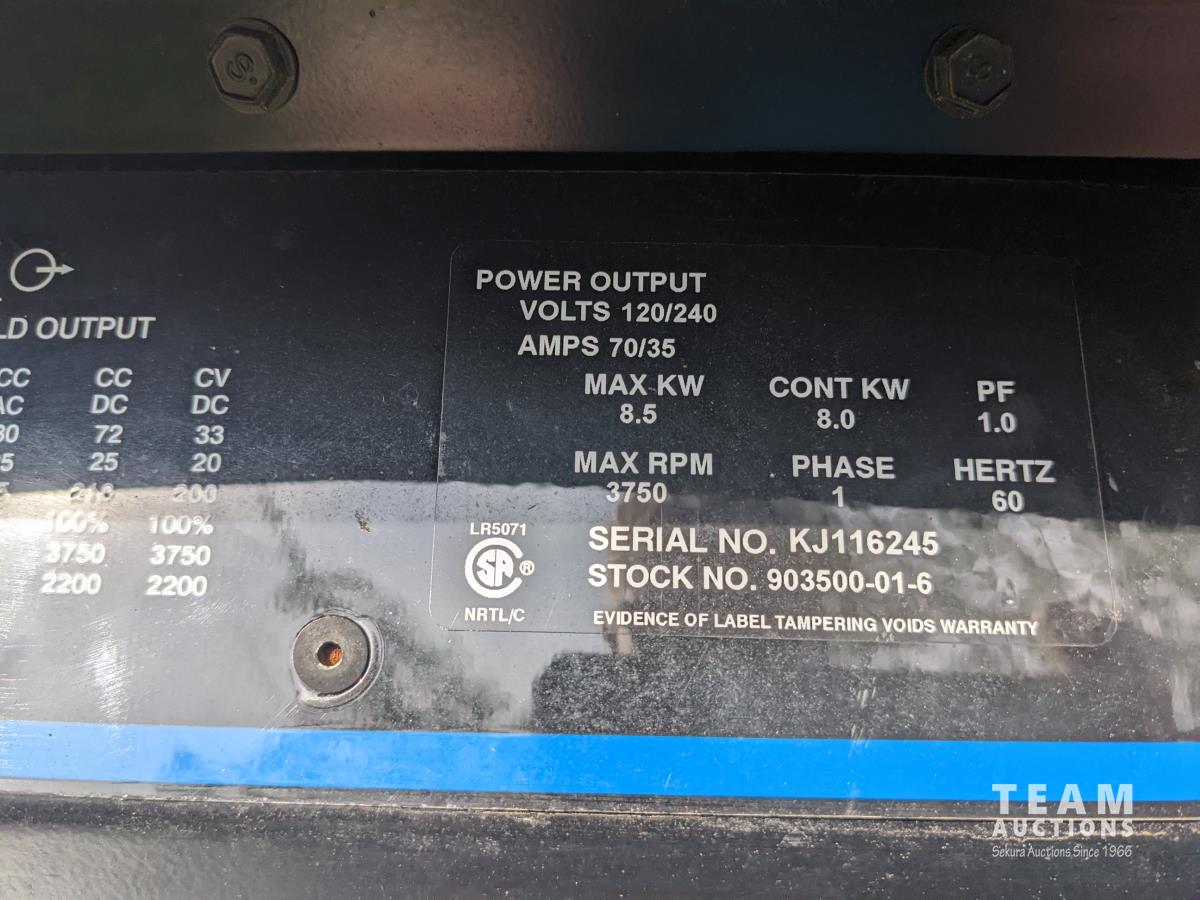 LD OUTPUT
CC CC CV
AC DC DC
30 72 33
25 20
218 200
100% 100%
3750 3750
2200 2200
POWER OUTPUT
VOLTS 120/240
AMPS 70/35
MAX KW CONT KW PF
8.5 8.0 1.0
MAX RPM PHASE HERTZ
3750 1 60
LR5071
SERIAL NO. KJ116245
SA ®
STOCK NO. 903500-01-6
NRTL/C
EVIDENCE OF LABEL TAMPERING VOIDS WARRANTY
TEAM
AUCTIONS
Sekura Auctions Since 1966